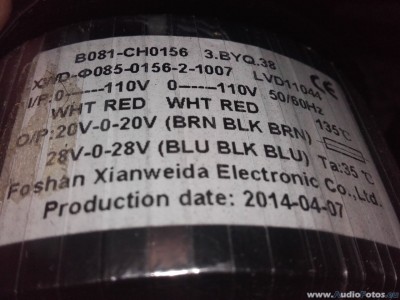 B081-CH0156 3.BYQ.38
XWD-Φ085-0156-2-1007 LVD11044
I/P:0------110V 0------110V 50/60HZ
WHT RED WHT RED 135℃
O/P:20V-0-20V (BRN BLK BRN)
28V-0-28V (BLU BLK BLU) Ta:35℃
Foshan Xianweida Electronic Co.,Ltd.
Production date: 2014-04-07
CE